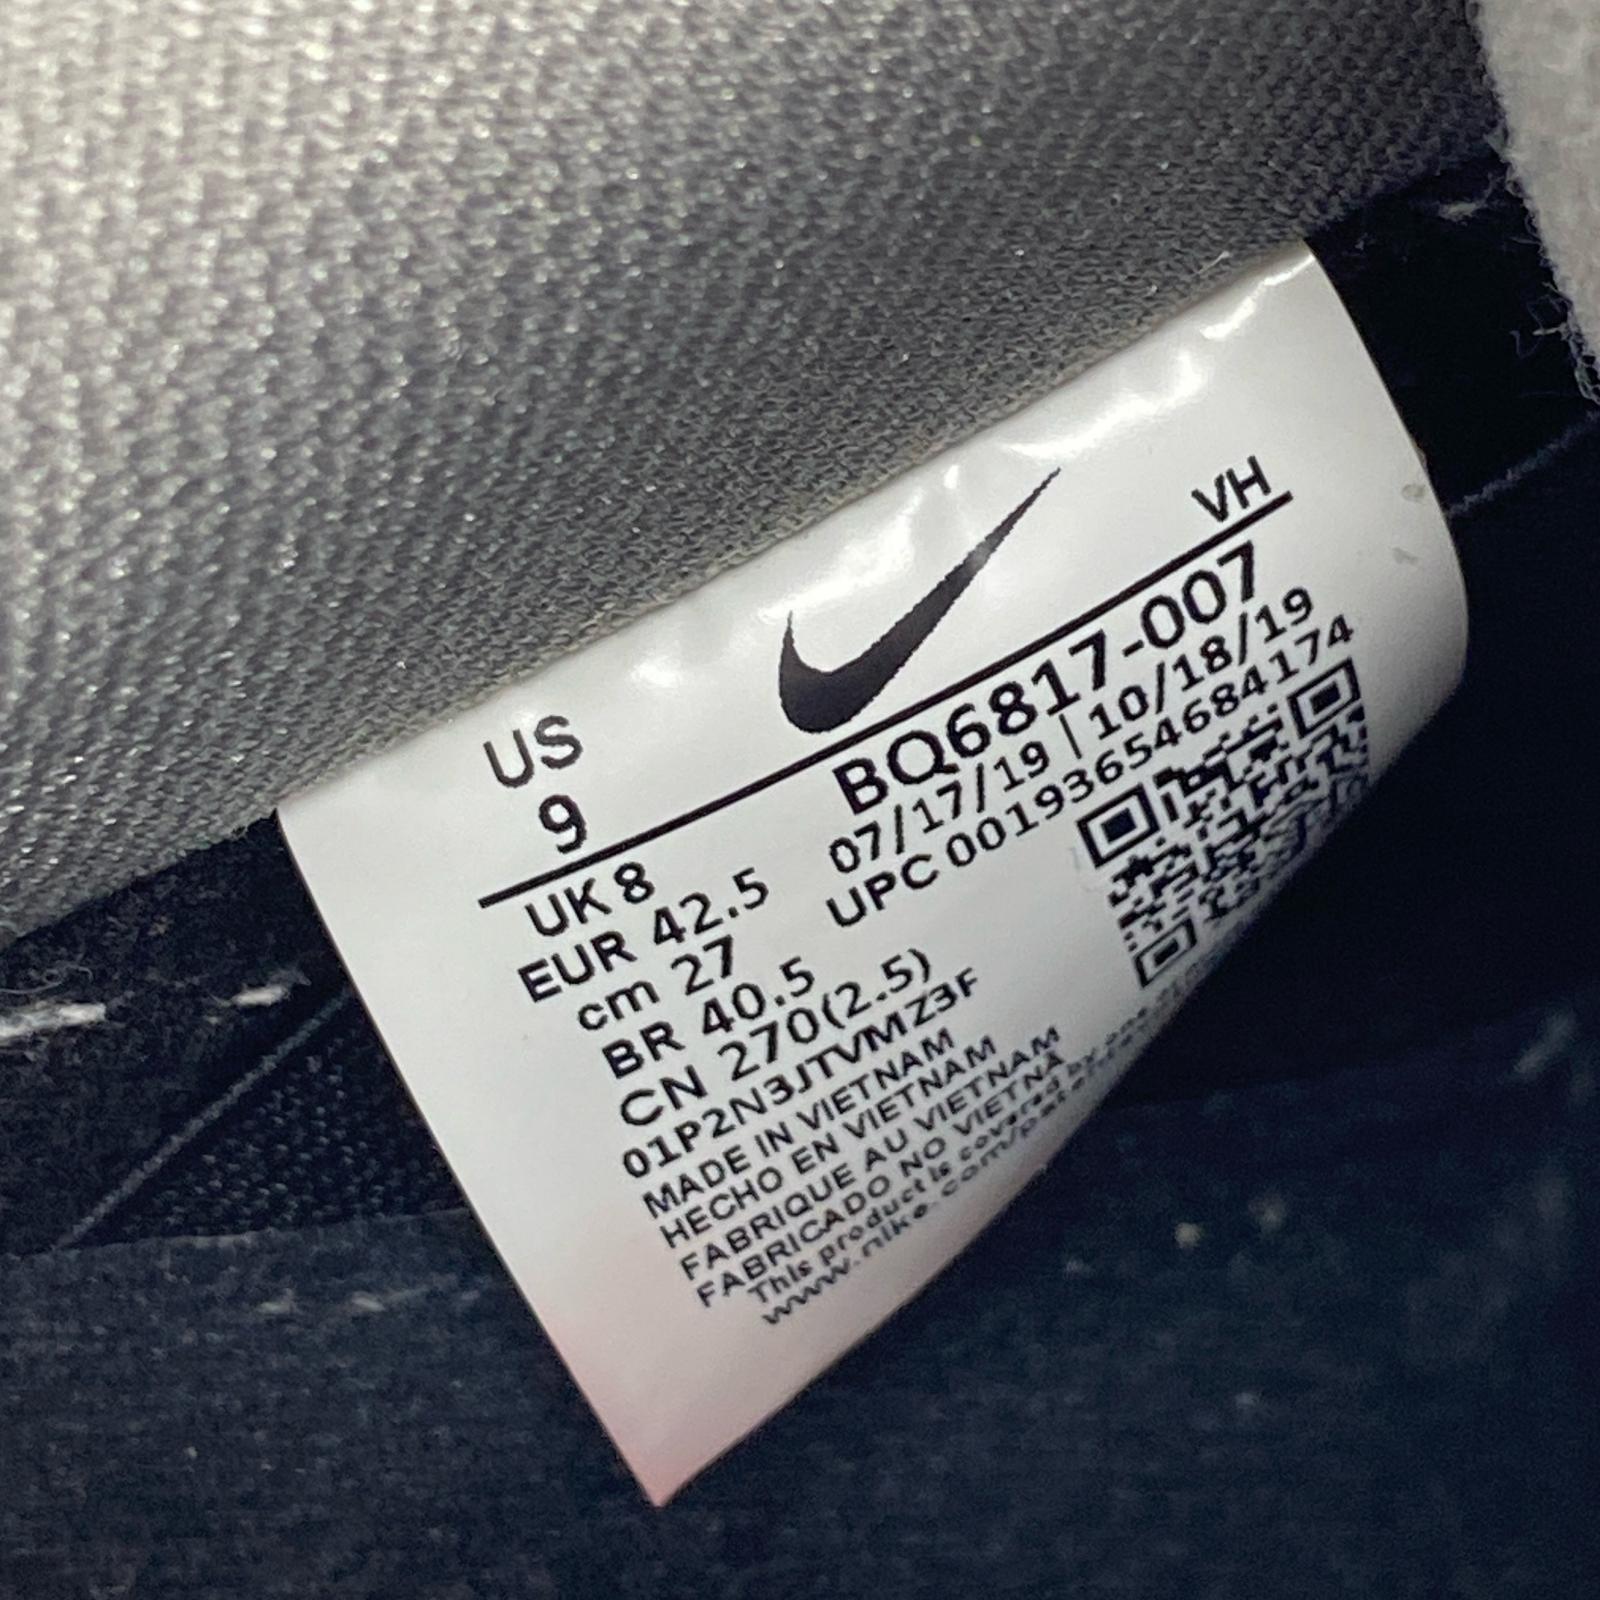 VH
US
9
BQ6817-007
07/17/19 | 10/18/19
UPC 00193654684174
UK 8
EUR 42.5
cm 27
BR 40.5
CN 270(2.5)
01P2N3JTVMZ3F
MADE IN VIETNAM
HECHO EN VIETNAM
FABRIQUE AU VIETNAM
FABRICADO NO VIETNA
This product is covered by
www.nike.com/